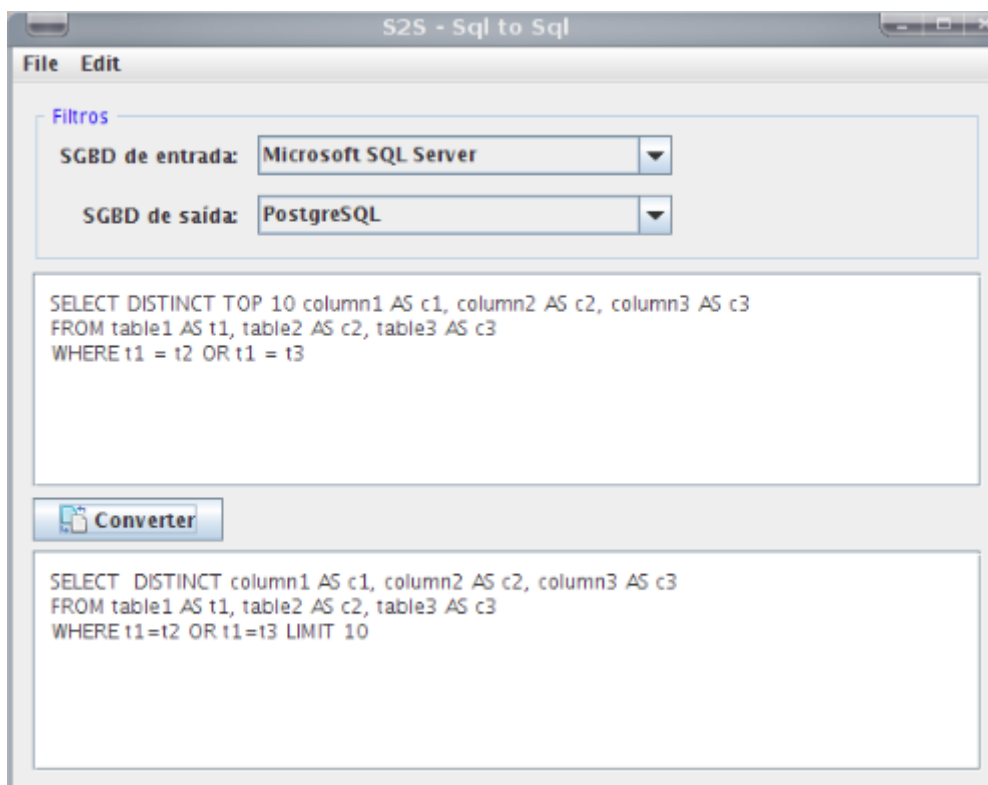 S2S - Sql to Sql
File Edit
Filtros
SGBD de entrada: Microsoft SQL Server
SGBD de saída: PostgreSQL
SELECT DISTINCT TOP 10 column1 AS c1, column2 AS c2, column3 AS c3
FROM table1 AS t1, table2 AS c2, table3 AS c3
WHERE t1 = t2 OR t1 = t3
Converter
SELECT  DISTINCT column1 AS c1, column2 AS c2, column3 AS c3
FROM table1 AS t1, table2 AS c2, table3 AS c3
WHERE t1=t2 OR t1=t3 LIMIT 10